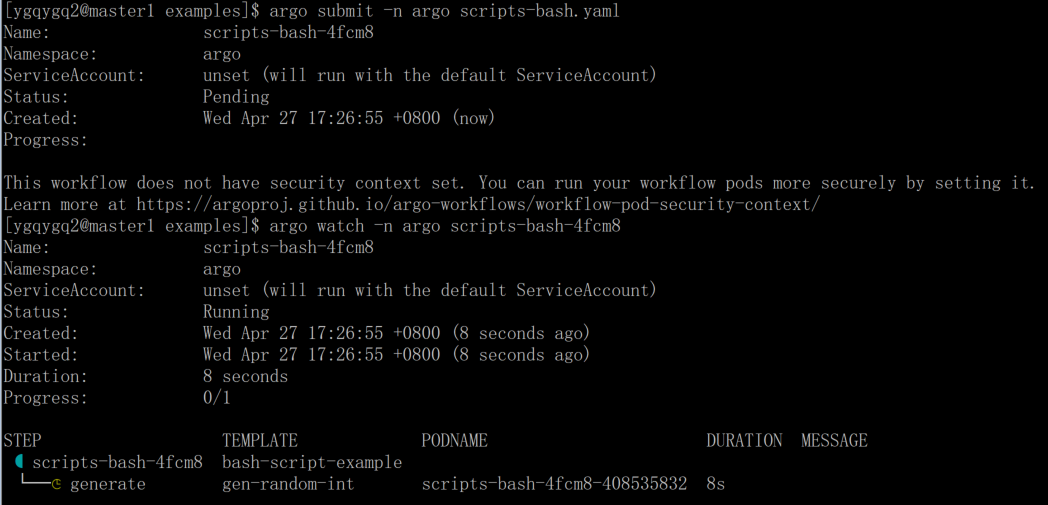 [ygqygq2@master1 examples]$ argo submit -n argo scripts-bash.yaml
Name: scripts-bash-4fcm8
Namespace: argo
ServiceAccount: unset (will run with the default ServiceAccount)
Status: Pending
Created: Wed Apr 27 17:26:55 +0800 (now)
Progress:
This workflow does not have security context set. You can run your workflow pods more securely by setting it.
Learn more at https://argoproj.github.io/argo-workflows/workflow-pod-security-context/
[ygqygq2@master1 examples]$ argo watch -n argo scripts-bash-4fcm8
Name: scripts-bash-4fcm8
Namespace: argo
ServiceAccount: unset (will run with the default ServiceAccount)
Status: Running
Created: Wed Apr 27 17:26:55 +0800 (8 seconds ago)
Started: Wed Apr 27 17:26:55 +0800 (8 seconds ago)
Duration: 8 seconds
Progress: 0/1
STEP TEMPLATE PODNAME DURATION MESSAGE
scripts-bash-4fcm8 bash-script-example
generate gen-random-int scripts-bash-4fcm8-408535832 8s